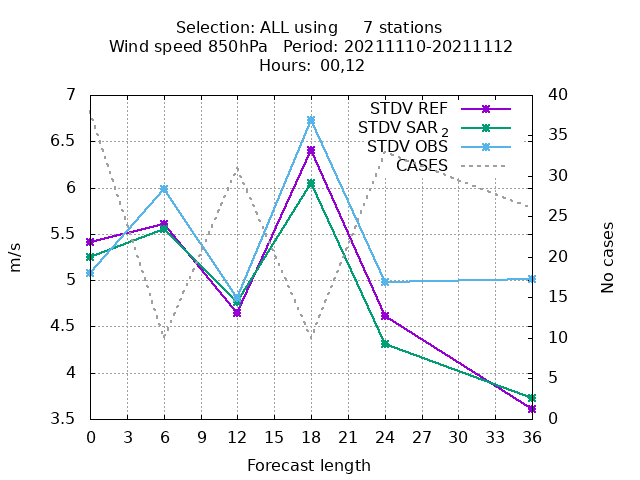 Selection: ALL using     7 stations
Wind speed 850hPa   Period: 20211110-20211112
Hours: 00,12
7
6.5
6
5.5
5
4.5
4
3.5
m/s
40
35
30
25
20
15
10
5
0
No cases
STDV REF
STDV SAR 2
STDV OBS
CASES
0 3 6 9 12 15 18 21 24 27 30 33 36
Forecast length